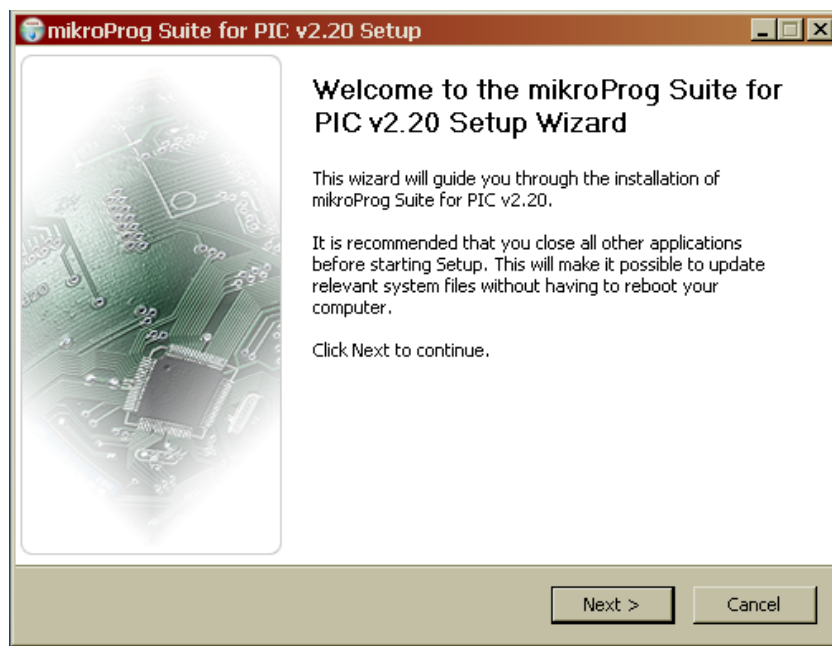 mikroProg Suite for PIC v2.20 Setup
Welcome to the mikroProg Suite for
PIC v2.20 Setup Wizard
This wizard will guide you through the installation of
mikroProg Suite for PIC v2.20.
It is recommended that you close all other applications
before starting Setup. This will make it possible to update
relevant system files without having to reboot your
computer.
Click Next to continue.
Next >
Cancel